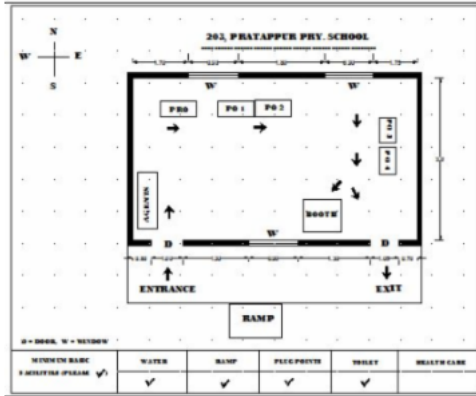 202, PRATAPPUR PRY. SCHOOL
N
W E
S
W W
PRO PO 1 PO 2
PO 3
PO 4
AGENTS
BOOTH
W
D D
ENTRANCE EXIT
RAMP
D = DOOR, W = WINDOW
MINIMUM BASIC WATER RAMP PLUG POINTS TOILET HEALTH CARE
FACILITIES (PLEASE ✓) ✓ ✓ ✓ ✓